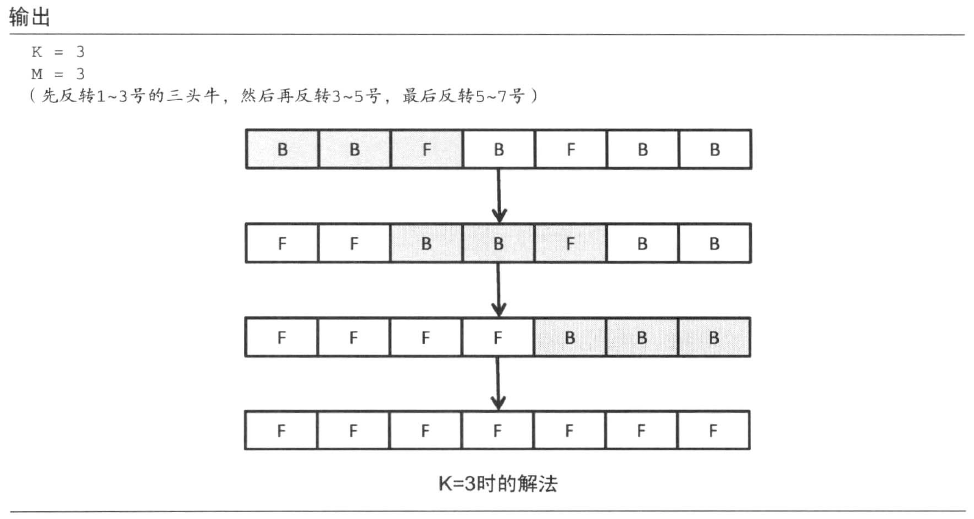 输出
K = 3
M = 3
(先反转1~3号的三头牛，然后再反转3~5号，最后反转5~7号)
B B F B F B B
F F B B F B B
F F F F B B B
F F F F F F F
K=3时的解法